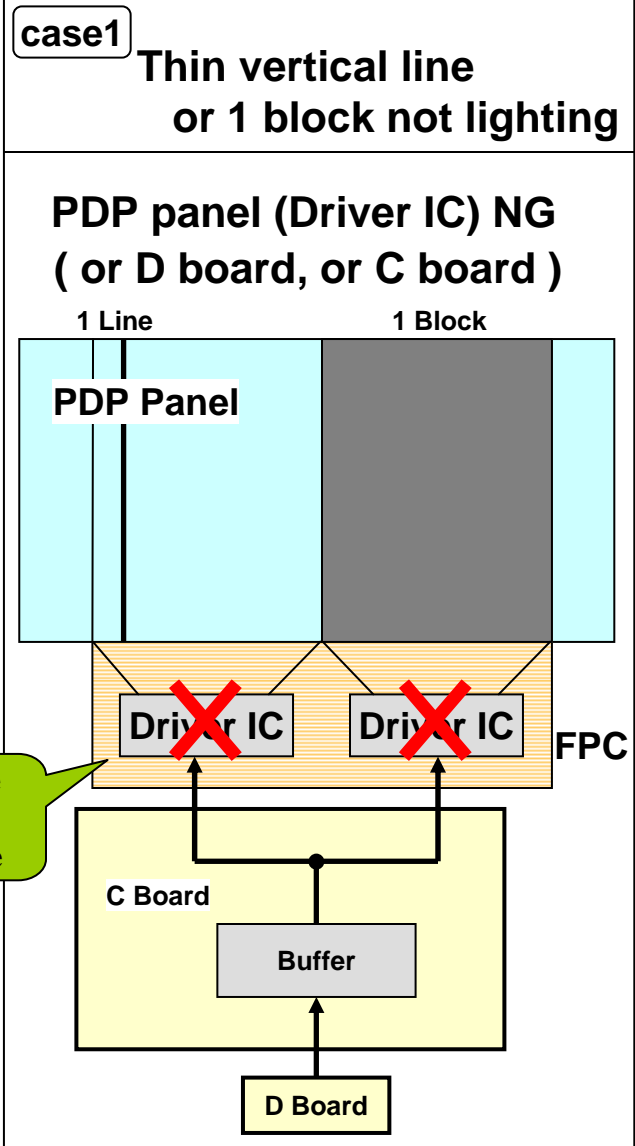 case1
Thin vertical line
or 1 block not lighting
PDP panel (Driver IC) NG
( or D board, or C board )
1 Line
1 Block
PDP Panel
Driver IC
Driver IC
FPC
C Board
Buffer
D Board